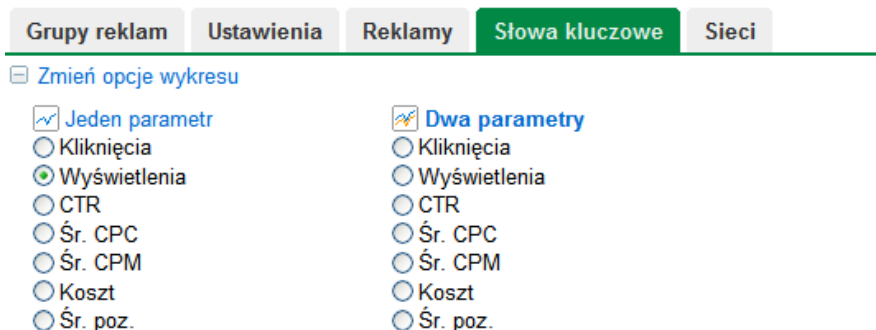 Grupy reklam Ustawienia Reklamy Słowa kluczowe Sieci
Zmień opcje wykresu
Jeden parametr Dwa parametry
Kliknięcia Kliknięcia
Wyświetlenia Wyświetlenia
CTR CTR
Śr. CPC Śr. CPC
Śr. CPM Śr. CPM
Koszt Koszt
Śr. poz. Śr. poz.